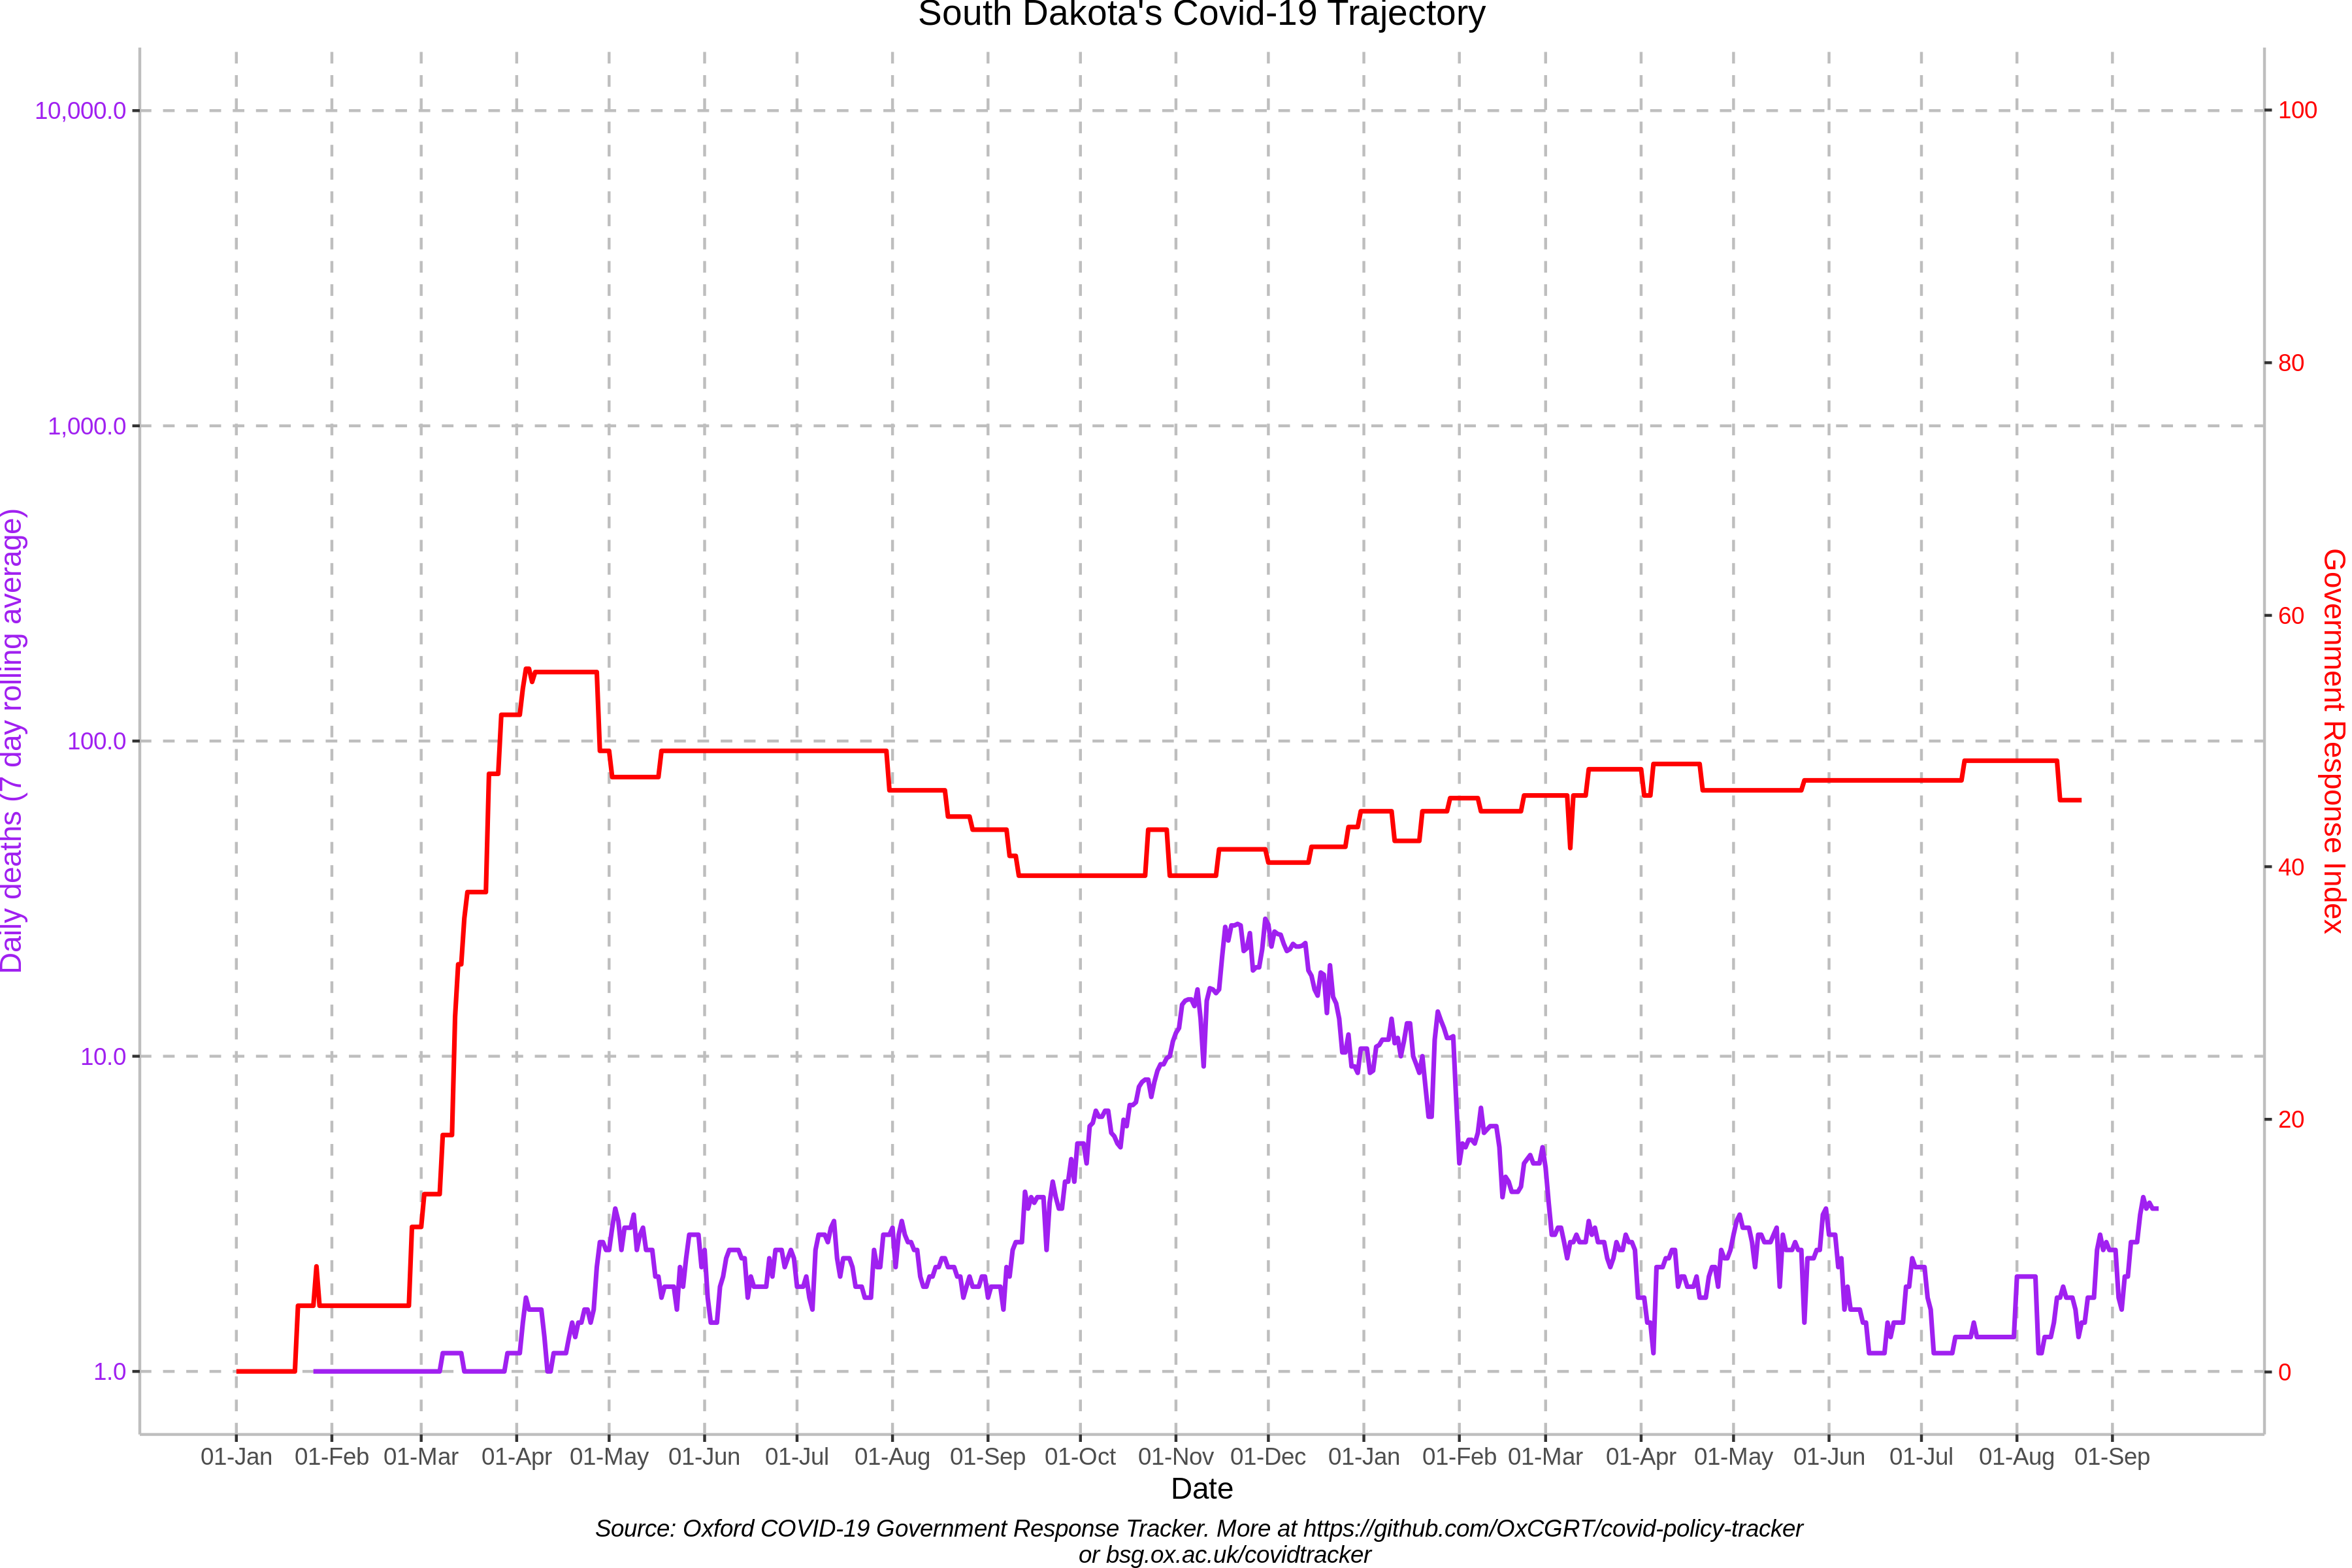 South Dakota's Covid-19 Trajectory
10,000.0
1,000.0
100.0
10.0
1.0
Daily deaths (7 day rolling average)
100
80
60
40
20
0
Government Response Index
01-Jan 01-Feb 01-Mar 01-Apr 01-May 01-Jun 01-Jul 01-Aug 01-Sep 01-Oct 01-Nov 01-Dec 01-Jan 01-Feb 01-Mar 01-Apr 01-May 01-Jun 01-Jul 01-Aug 01-Sep
Date
Source: Oxford COVID-19 Government Response Tracker. More at https://github.com/OxCGRT/covid-policy-tracker
or bsg.ox.ac.uk/covidtracker